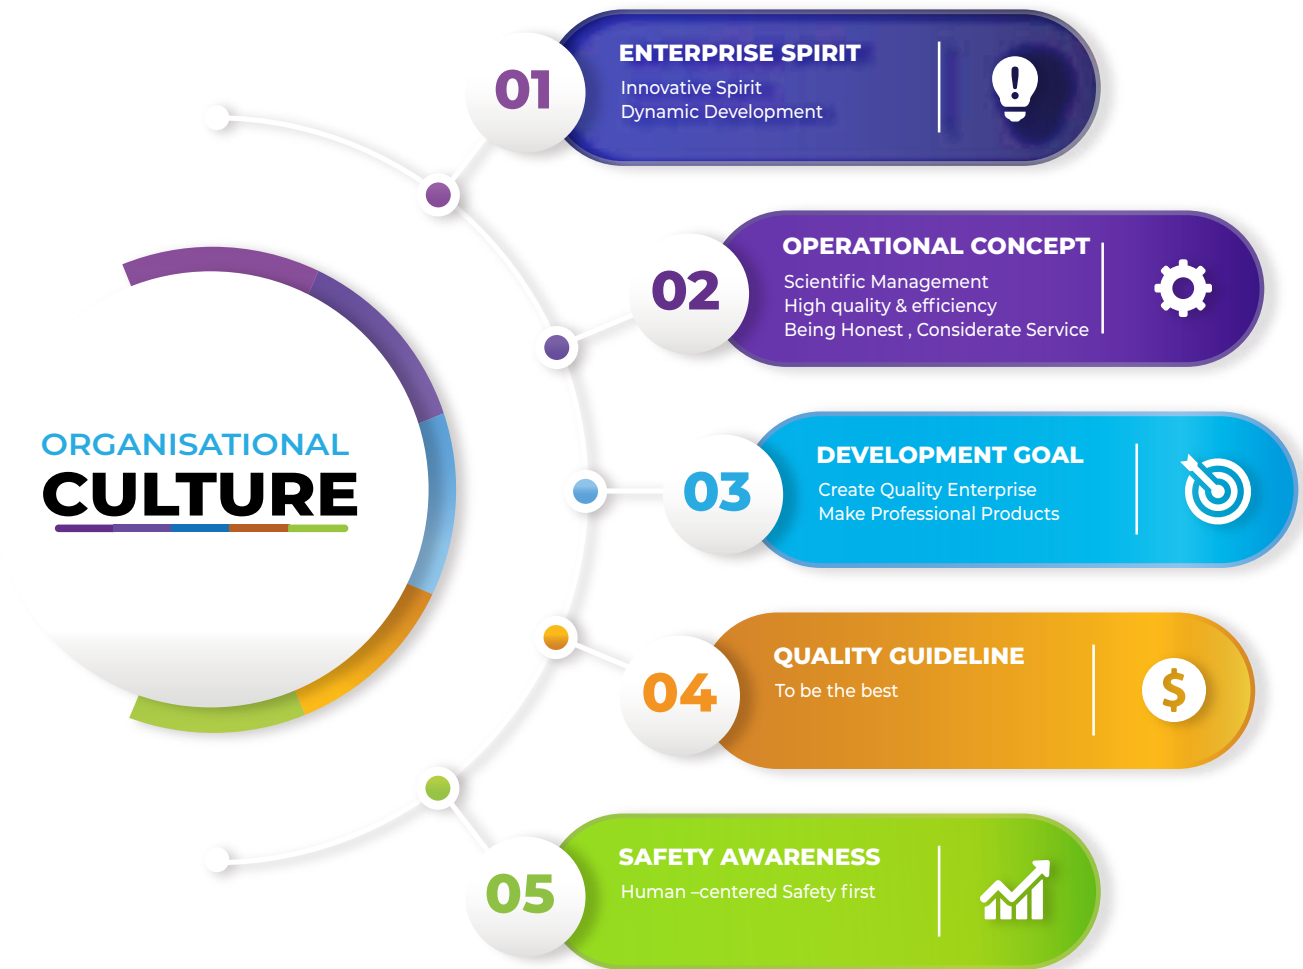 ORGANISATIONAL
CULTURE
01
ENTERPRISE SPIRIT
Innovative Spirit
Dynamic Development
02
OPERATIONAL CONCEPT
Scientific Management
High quality & efficiency
Being Honest , Considerate Service
03
DEVELOPMENT GOAL
Create Quality Enterprise
Make Professional Products
04
QUALITY GUIDELINE
To be the best
$
05
SAFETY AWARENESS
Human –centered Safety first